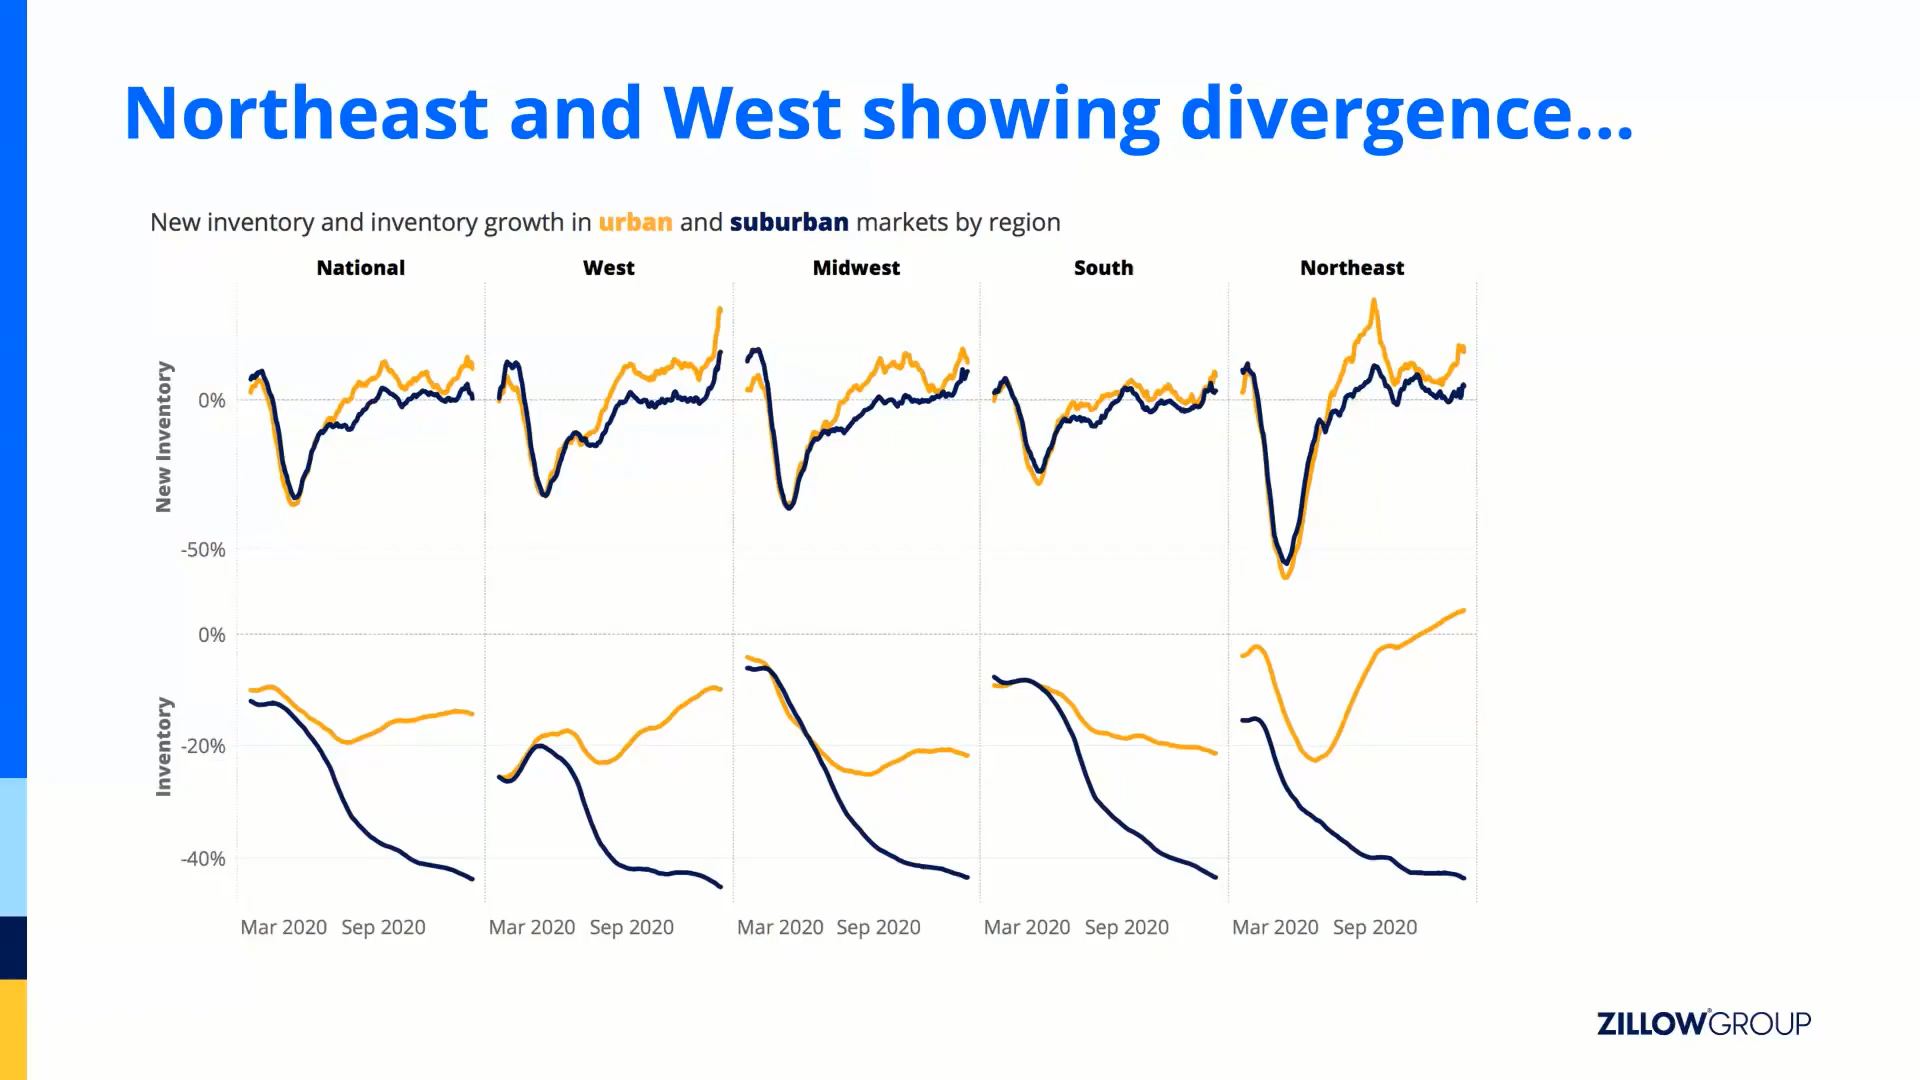 Northeast and West showing divergence...
New inventory and inventory growth in urban and suburban markets by region
National West Midwest South Northeast
New Inventory
0%
-50%
Inventory
0%
-20%
-40%
Mar 2020 Sep 2020 Mar 2020 Sep 2020 Mar 2020 Sep 2020 Mar 2020 Sep 2020 Mar 2020 Sep 2020
ZILLOW GROUP